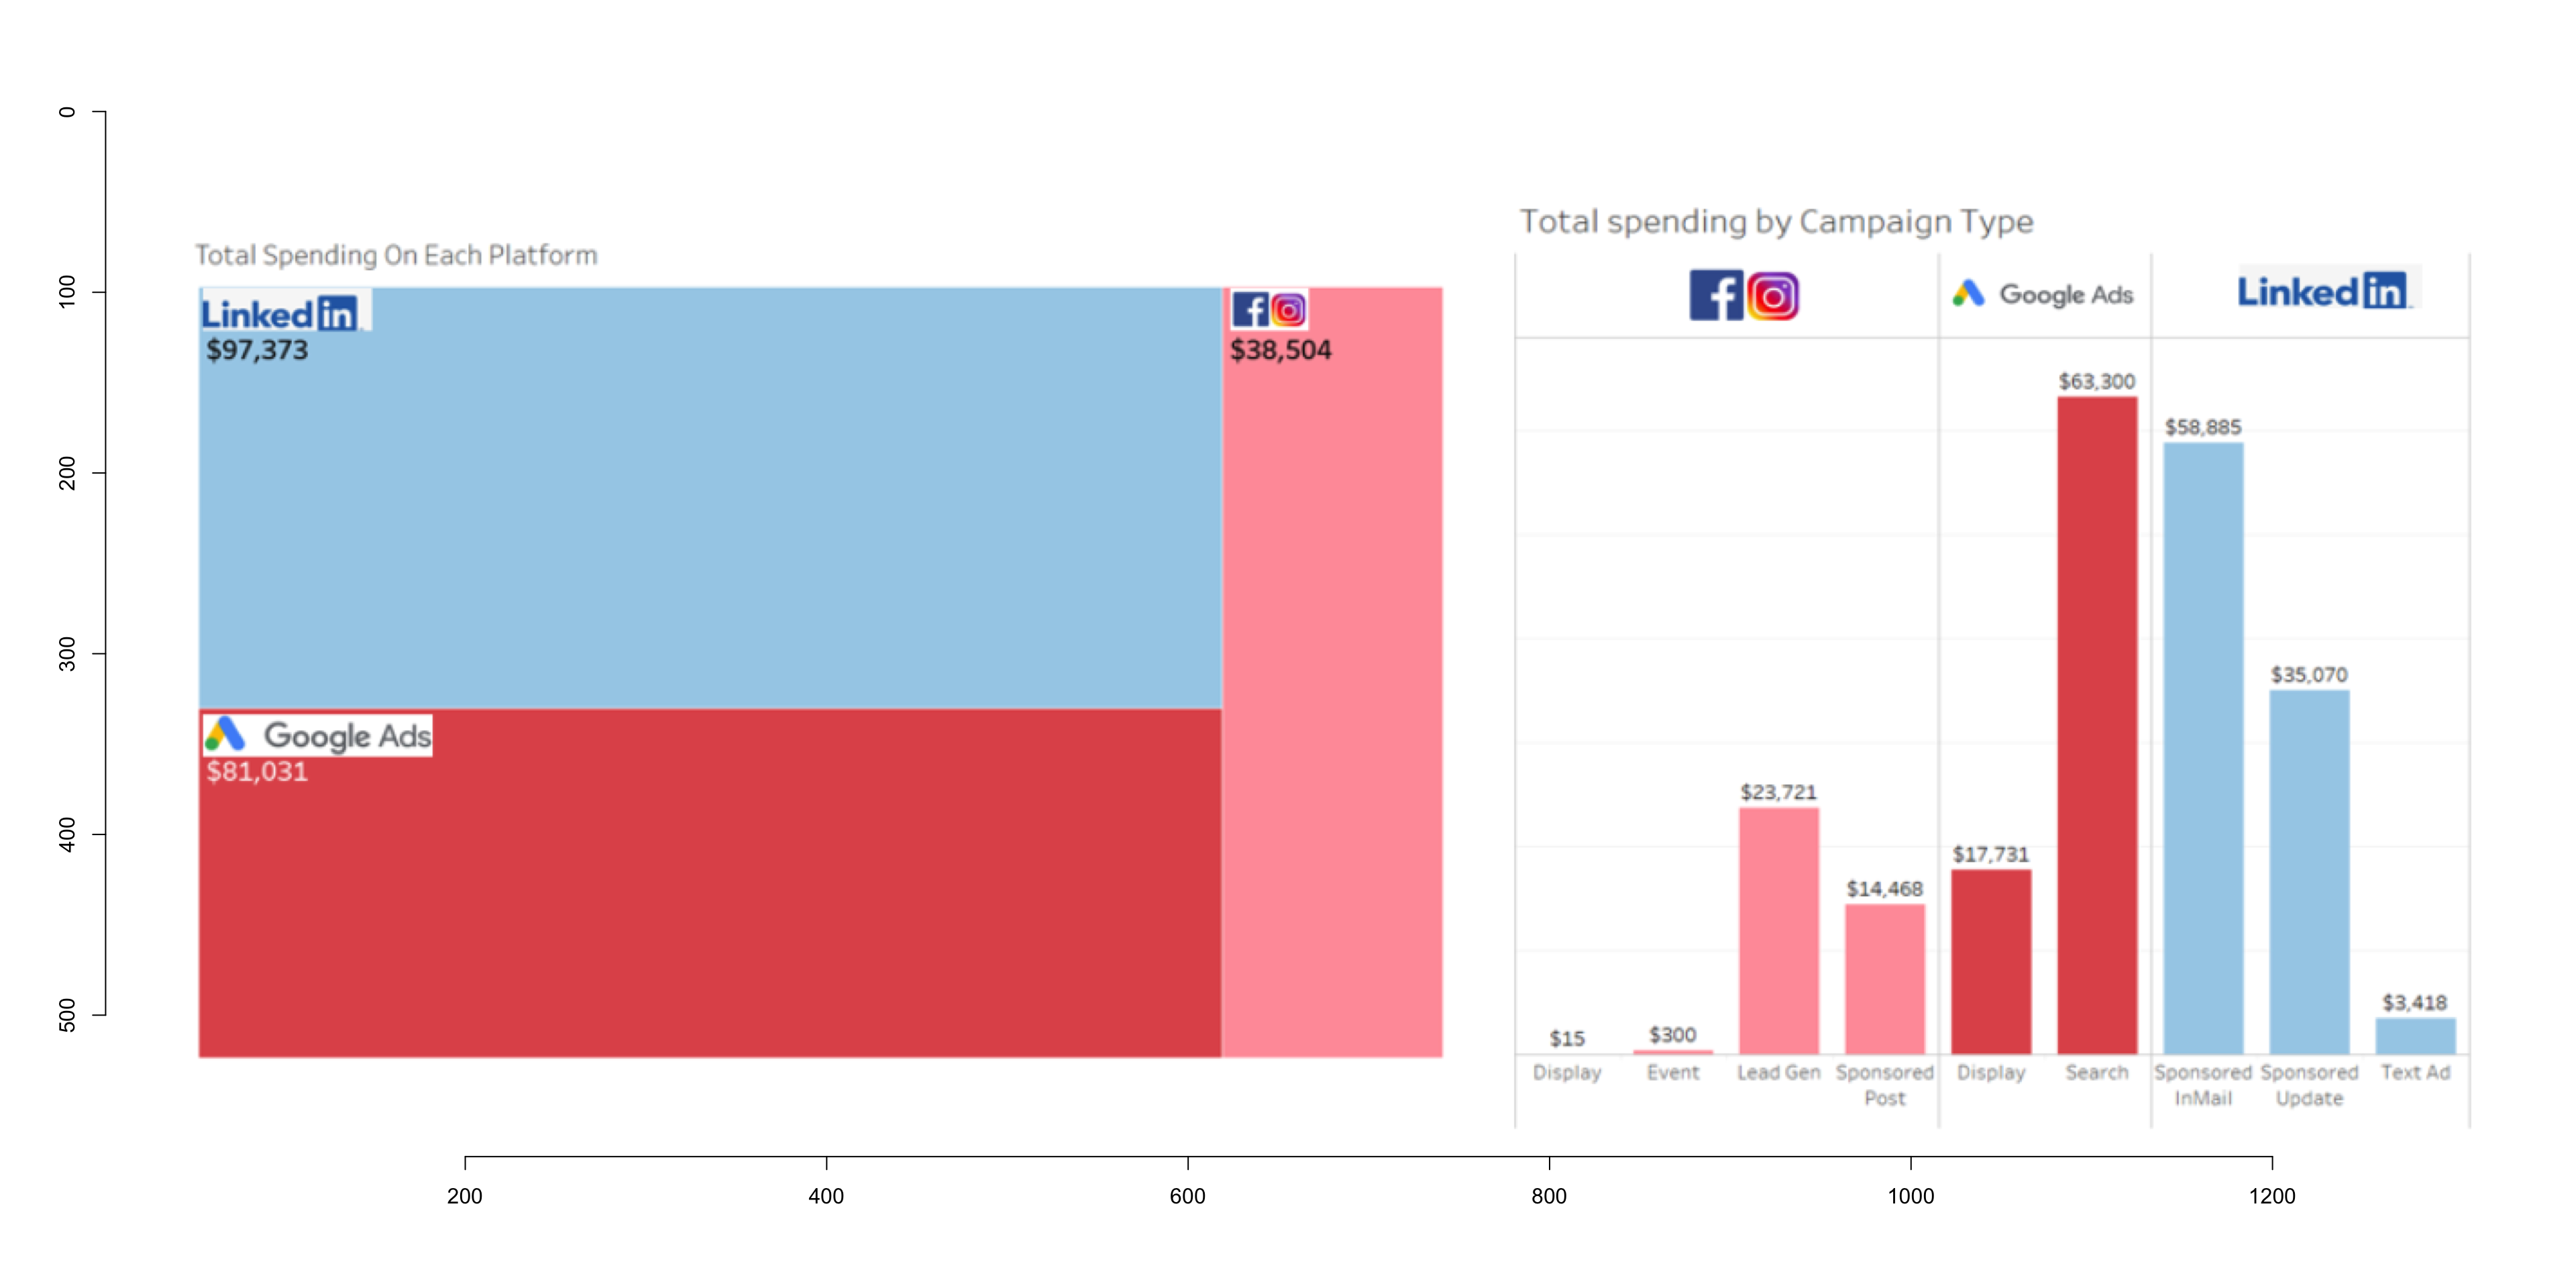 Total Spending On Each Platform
LinkedIn
$97,373
$38,504
Google Ads
$81,031
Total spending by Campaign Type
Google Ads
LinkedIn
$15
$300
$23,721
$14,468
$17,731
$63,300
$58,885
$35,070
$3,418
Display
Event
Lead Gen
Sponsored
Post
Display
Search
Sponsored
InMail
Sponsored
Update
Text Ad
0
100
200
300
400
500
200
400
600
800
1000
1200